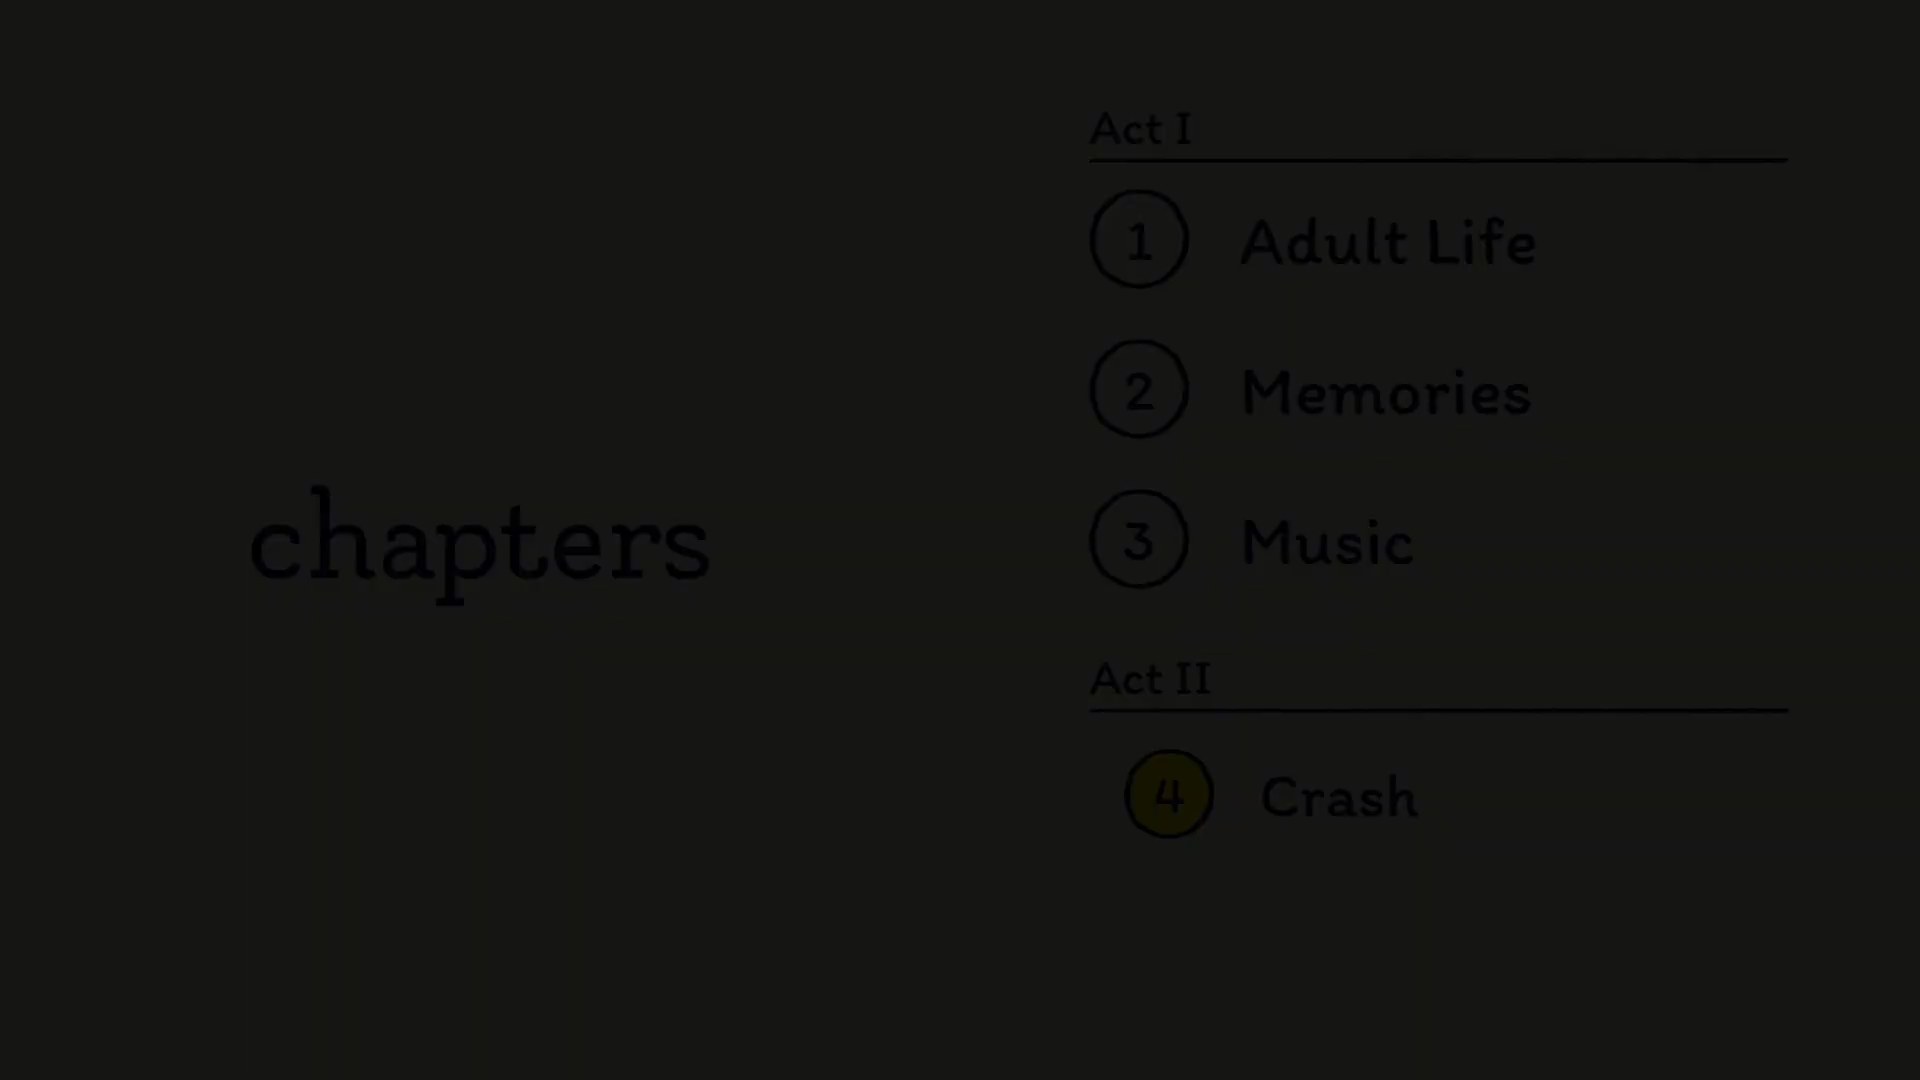 chapters
Act I
1 Adult Life
2 Memories
3 Music
Act II
4 Crash